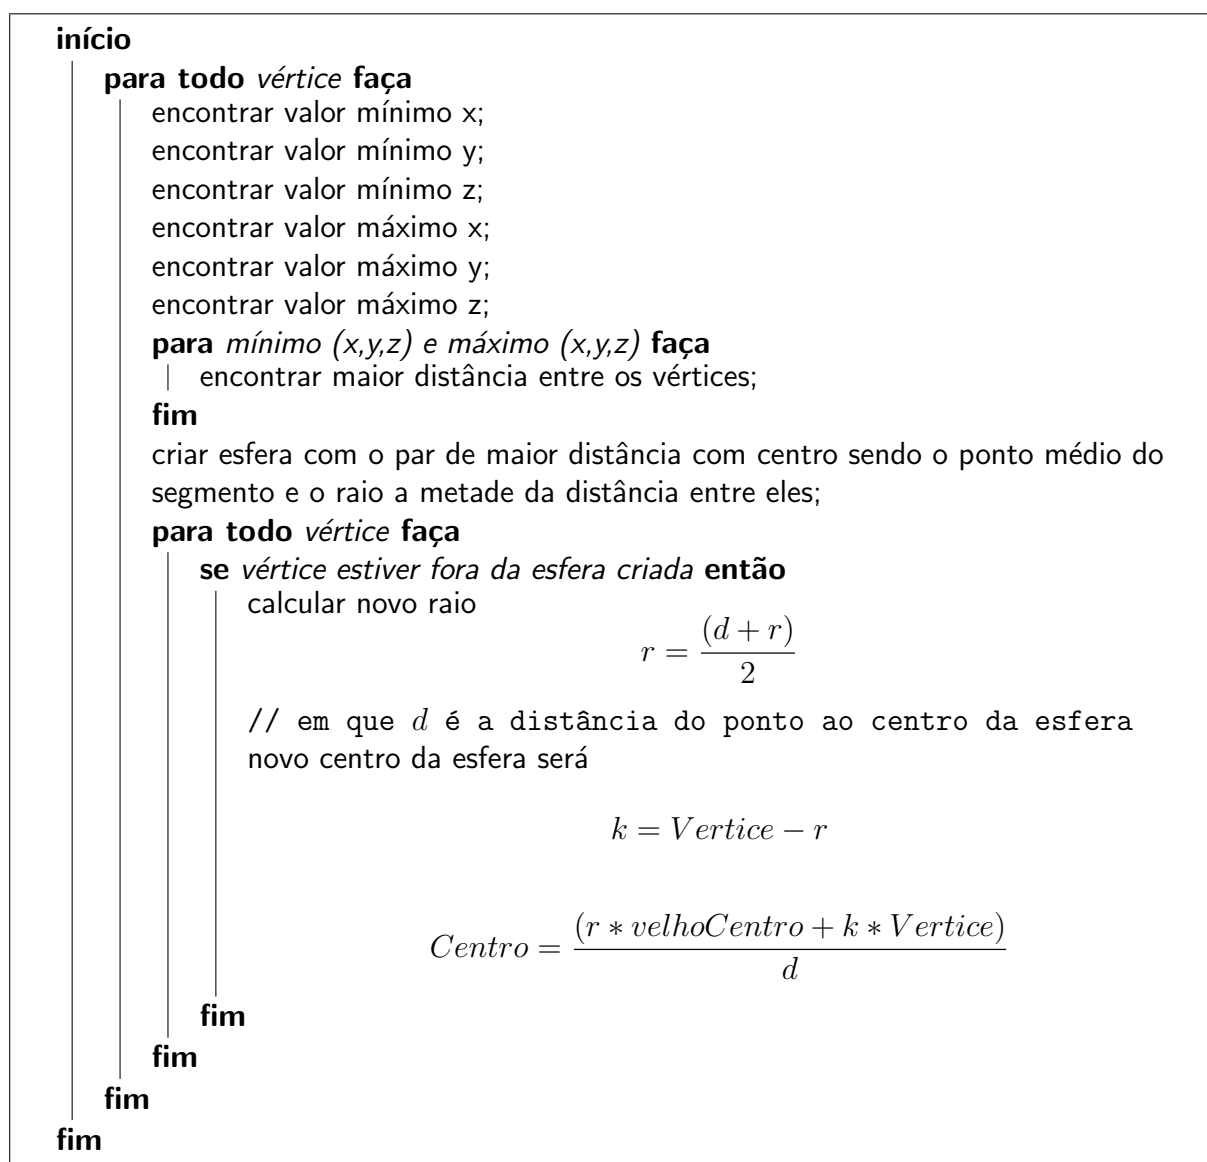 início
para todo vértice faça
encontrar valor mínimo x;
encontrar valor mínimo y;
encontrar valor mínimo z;
encontrar valor máximo x;
encontrar valor máximo y;
encontrar valor máximo z;
para mínimo (x,y,z) e máximo (x,y,z) faça
encontrar maior distância entre os vértices;
fim
criar esfera com o par de maior distância com centro sendo o ponto médio do
segmento e o raio a metade da distância entre eles;
para todo vértice faça
se vértice estiver fora da esfera criada então
calcular novo raio
r = (d + r) / 2
// em que d é a distância do ponto ao centro da esfera
novo centro da esfera será
k = Vertice − r
Centro = (r ∗ velhoCentro + k ∗ Vertice) / d
fim
fim
fim
fim